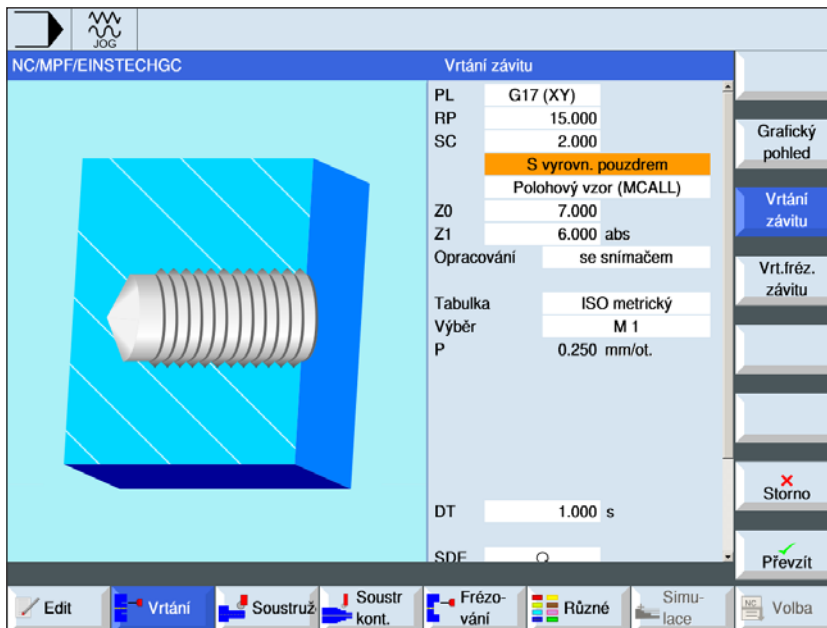 JOG
NC/MPF/EINSTECHGC
Vrtání závitu
PL G17 (XY)
RP 15.000
SC 2.000
S vyrovn. pouzdrem
Polohový vzor (MCALL)
Z0 7.000
Z1 6.000 abs
Opracování se snímačem
Tabulka ISO metrický
Výběr M 1
P 0.250 mm/ot.
DT 1.000 s
SDE
Grafický
pohled
Vrtání
závitu
Vrt.fréz.
závitu
Storno
Převzít
Edit
Vrtání
Soustruž
Soustr
kont.
Frézo-
vání
Různé
Simu-
lace
NC
Volba